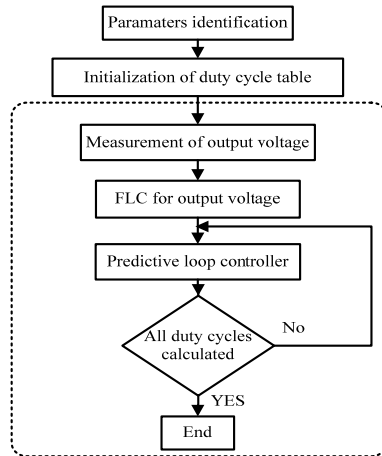 Paramaters identification
Initialization of duty cycle table
Measurement of output voltage
FLC for output voltage
Predictive loop controller
All duty cycles
calculated
No
YES
End